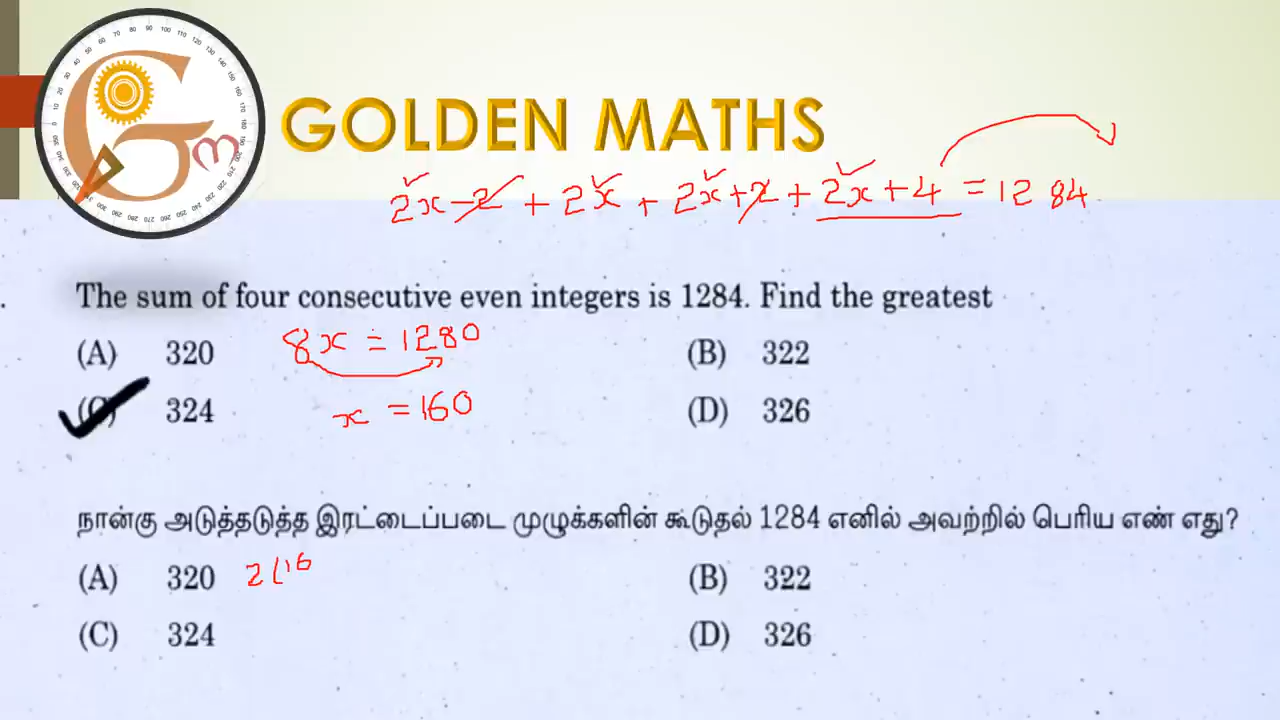 GOLDEN MATHS
2x - 2 + 2x + 2x + 2 + 2x + 4 = 1284
The sum of four consecutive even integers is 1284. Find the greatest
8x = 1280
(A) 320 (B) 322
x = 160
(C) 324 (D) 326
நான்கு அடுத்தடுத்த இரட்டைப்படை முழுக்களின் கூடுதல் 1284 எனில் அவற்றில் பெரிய எண் எது?
(A) 320 2(16 (B) 322
(C) 324 (D) 326